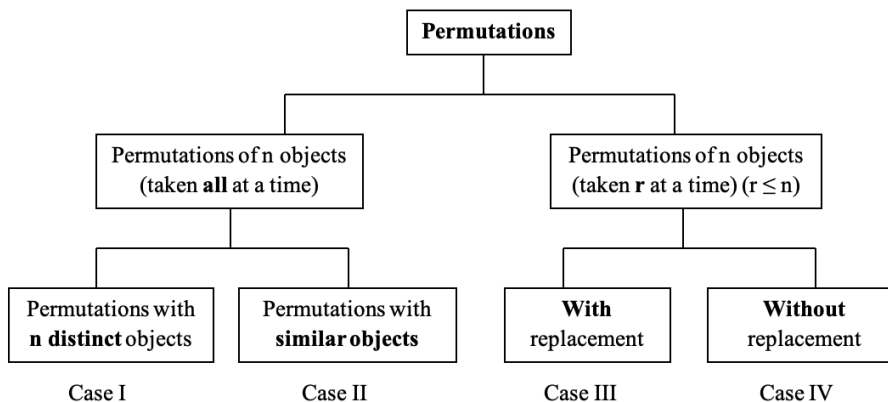 Permutations
Permutations of n objects
(taken all at a time)
Permutations of n objects
(taken r at a time) (r ≤ n)
Permutations with
n distinct objects
Permutations with
similar objects
With
replacement
Without
replacement
Case I
Case II
Case III
Case IV